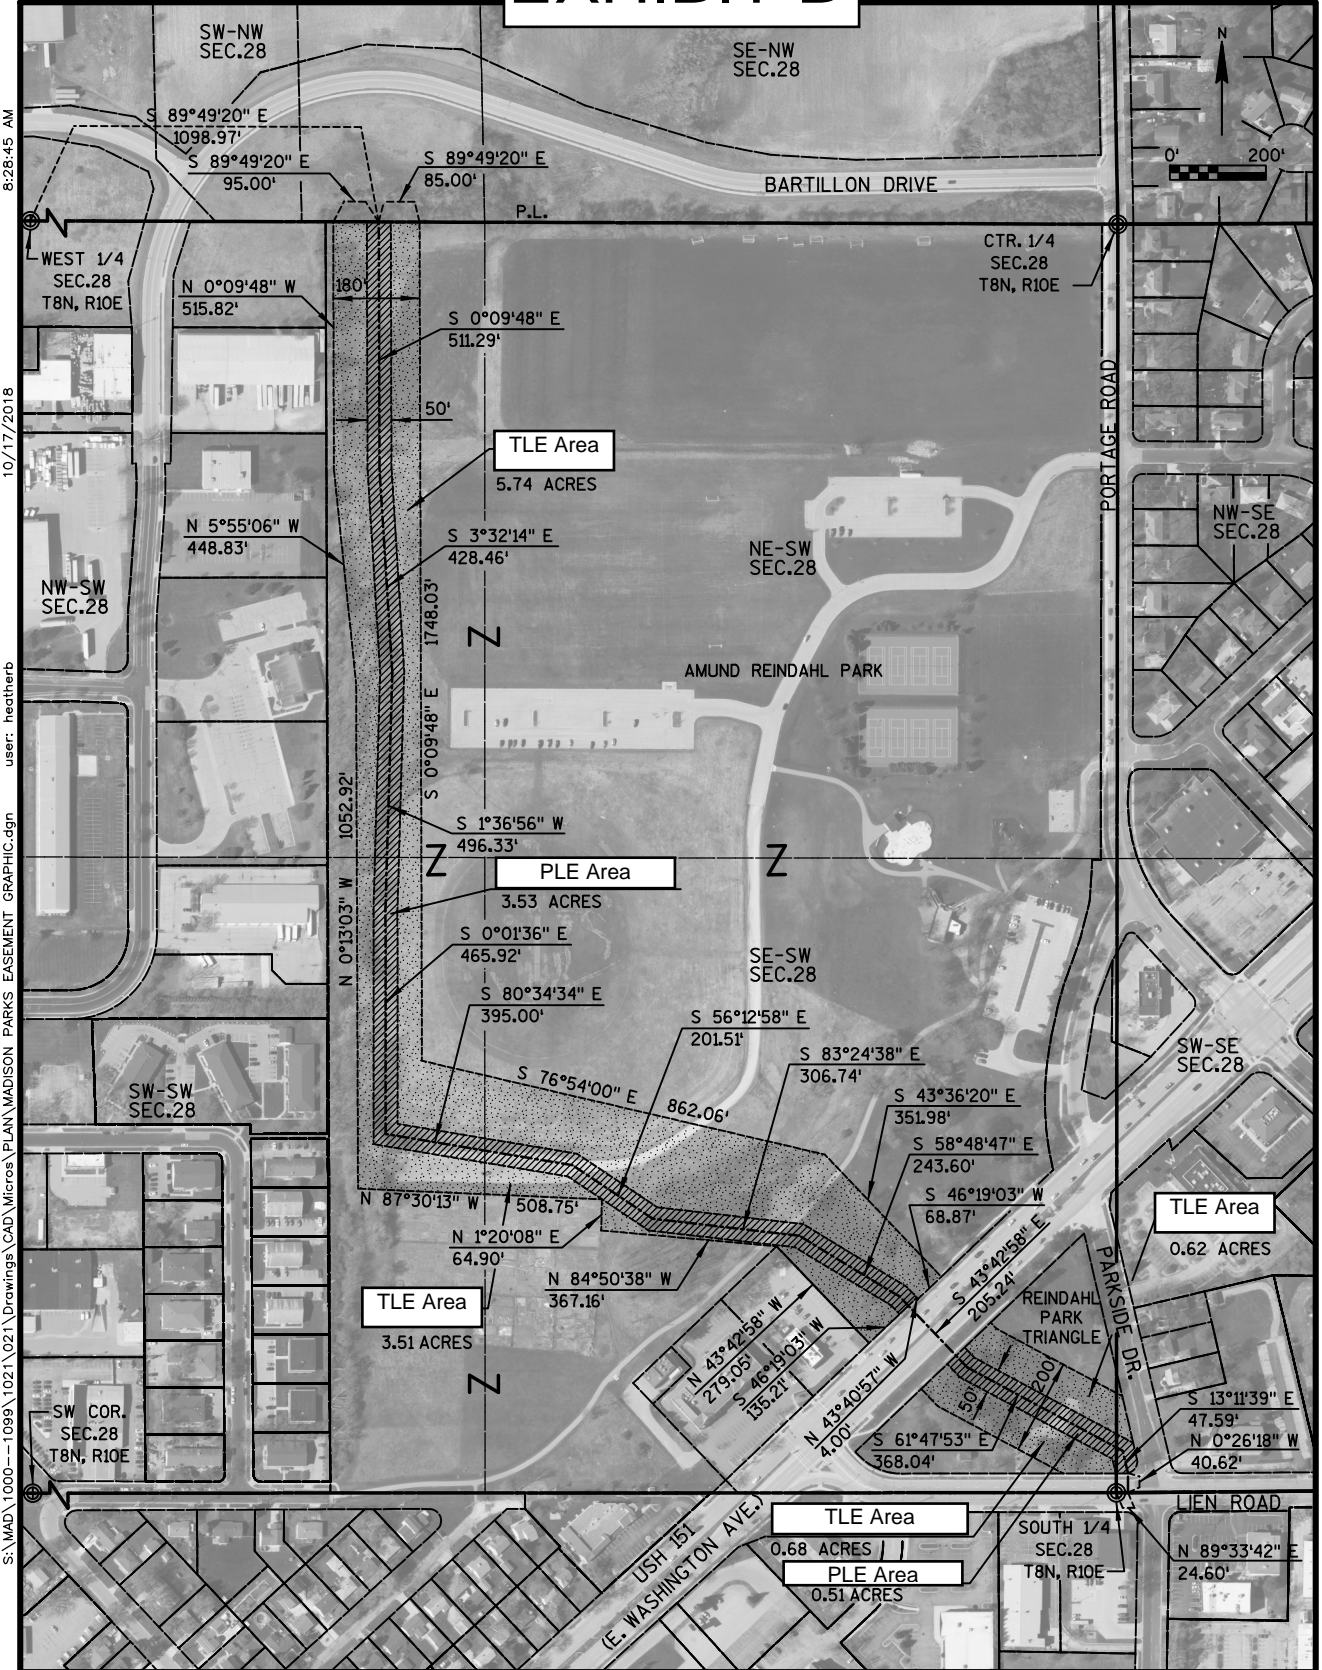 EXHIBIT B
SW-NW
SEC.28
SE-NW
SEC.28
N
0'
200'
S 89°49'20" E
1098.97'
S 89°49'20" E
95.00'
S 89°49'20" E
85.00'
BARTILLON DRIVE
P.L.
WEST 1/4
SEC.28
T8N, R10E
CTR. 1/4
SEC.28
T8N, R10E
N 0°09'48" W
515.82'
180'
S 0°09'48" E
511.29'
50'
PORTAGE ROAD
TLE Area
5.74 ACRES
N 5°55'06" W
448.83'
S 3°32'14" E
428.46'
NW-SE
SEC.28
NE-SW
SEC.28
NW-SW
SEC.28
1748.03'
S 0°09'48" E
AMUND REINDAHL PARK
1052.92'
N 0°13'03" W
S 1°36'56" W
496.33'
PLE Area
3.53 ACRES
S 0°01'36" E
465.92'
SE-SW
SEC.28
S 80°34'34" E
395.00'
S 56°12'58" E
201.51'
S 83°24'38" E
306.74'
SW-SE
SEC.28
SW-SW
SEC.28
S 76°54'00" E
862.06'
S 43°36'20" E
351.98'
S 58°48'47" E
243.60'
S 46°19'03" W
68.87'
N 87°30'13" W
508.75'
N 1°20'08" E
64.90'
N 84°50'38" W
367.16'
TLE Area
0.62 ACRES
S 43°42'58" E
205.24'
PARKSIDE DR.
REINDAHL
PARK
TRIANGLE
TLE Area
3.51 ACRES
N 43°42'58" W
279.05'
S 46°19'03" W
135.21'
N 43°40'57" W
4.00'
200'
50'
S 61°47'53" E
368.04'
S 13°11'39" E
47.59'
N 0°26'18" W
40.62'
SW COR.
SEC.28
T8N, R10E
LIEN ROAD
TLE Area
0.68 ACRES
PLE Area
0.51 ACRES
SOUTH 1/4
SEC.28
T8N, R10E
N 89°33'42" E
24.60'
USH 151
(E. WASHINGTON AVE.)
8:28:45 AM
10/17/2018
user: heatherb
S:\MAD\1000--1099\1021\021\Drawings\CAD\Micros\PLAN\MADISON PARKS EASEMENT GRAPHIC.dgn